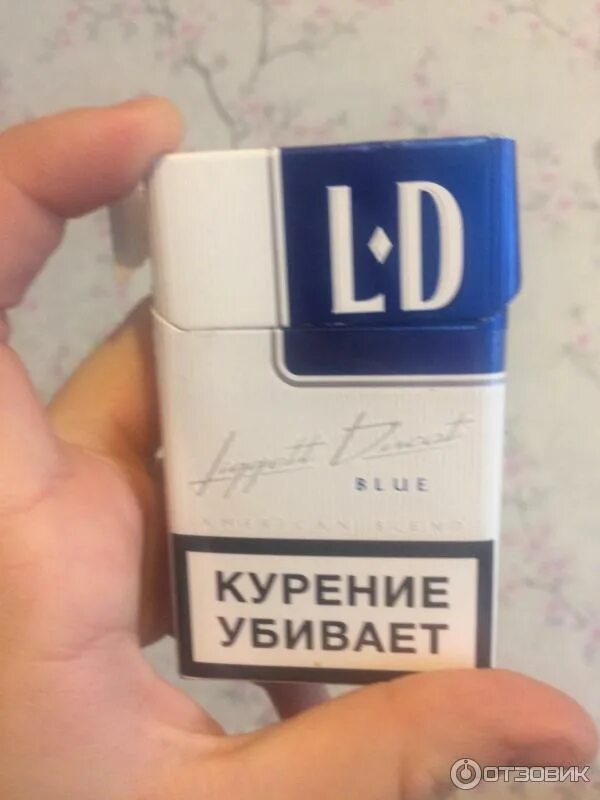 L·D
Liggett Ducat
BLUE
AMERICAN BLEND
КУРЕНИЕ
УБИВАЕТ
ОТЗОВИК